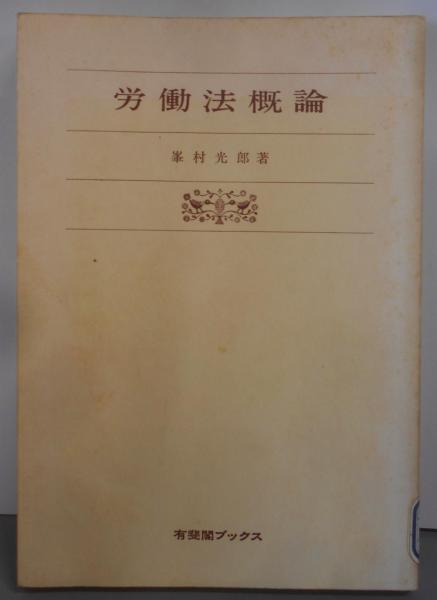 労働法概論
峯村光郎著
有斐閣ブックス